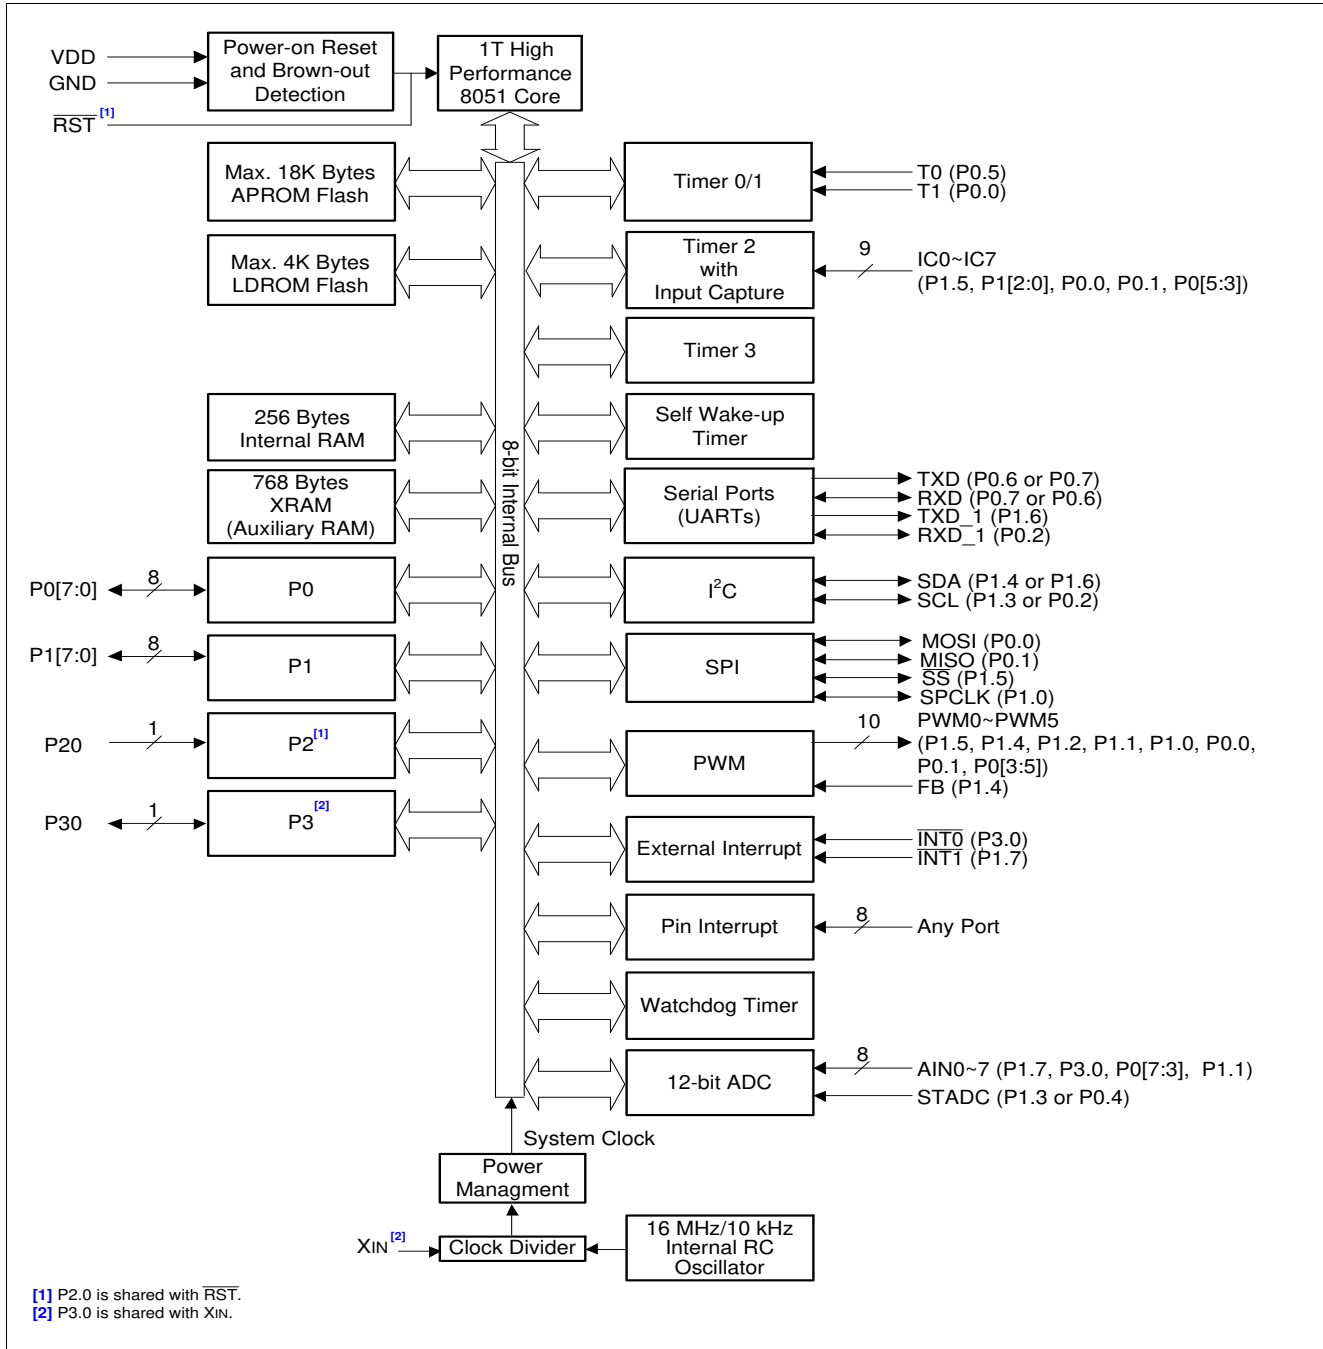 VDD
GND
RST [1]
Power-on Reset
and Brown-out
Detection
1T High
Performance
8051 Core
Max. 18K Bytes
APROM Flash
Max. 4K Bytes
LDROM Flash
256 Bytes
Internal RAM
768 Bytes
XRAM
(Auxiliary RAM)
P0[7:0]
8
P0
P1[7:0]
8
P1
P20
1
P2[1]
P30
1
P3[2]
8-bit Internal Bus
Timer 0/1
T0 (P0.5)
T1 (P0.0)
Timer 2
with
Input Capture
9
IC0~IC7
(P1.5, P1[2:0], P0.0, P0.1, P0[5:3])
Timer 3
Self Wake-up
Timer
Serial Ports
(UARTs)
TXD (P0.6 or P0.7)
RXD (P0.7 or P0.6)
TXD_1 (P1.6)
RXD_1 (P0.2)
I2C
SDA (P1.4 or P1.6)
SCL (P1.3 or P0.2)
SPI
MOSI (P0.0)
MISO (P0.1)
SS (P1.5)
SPCLK (P1.0)
PWM
10
PWM0~PWM5
(P1.5, P1.4, P1.2, P1.1, P1.0, P0.0,
P0.1, P0[3:5])
FB (P1.4)
External Interrupt
INT0 (P3.0)
INT1 (P1.7)
Pin Interrupt
8
Any Port
Watchdog Timer
12-bit ADC
8
AIN0~7 (P1.7, P3.0, P0[7:3], P1.1)
STADC (P1.3 or P0.4)
System Clock
Power
Managment
XIN [2]
Clock Divider
16 MHz/10 kHz
Internal RC
Oscillator
[1] P2.0 is shared with RST.
[2] P3.0 is shared with XIN.